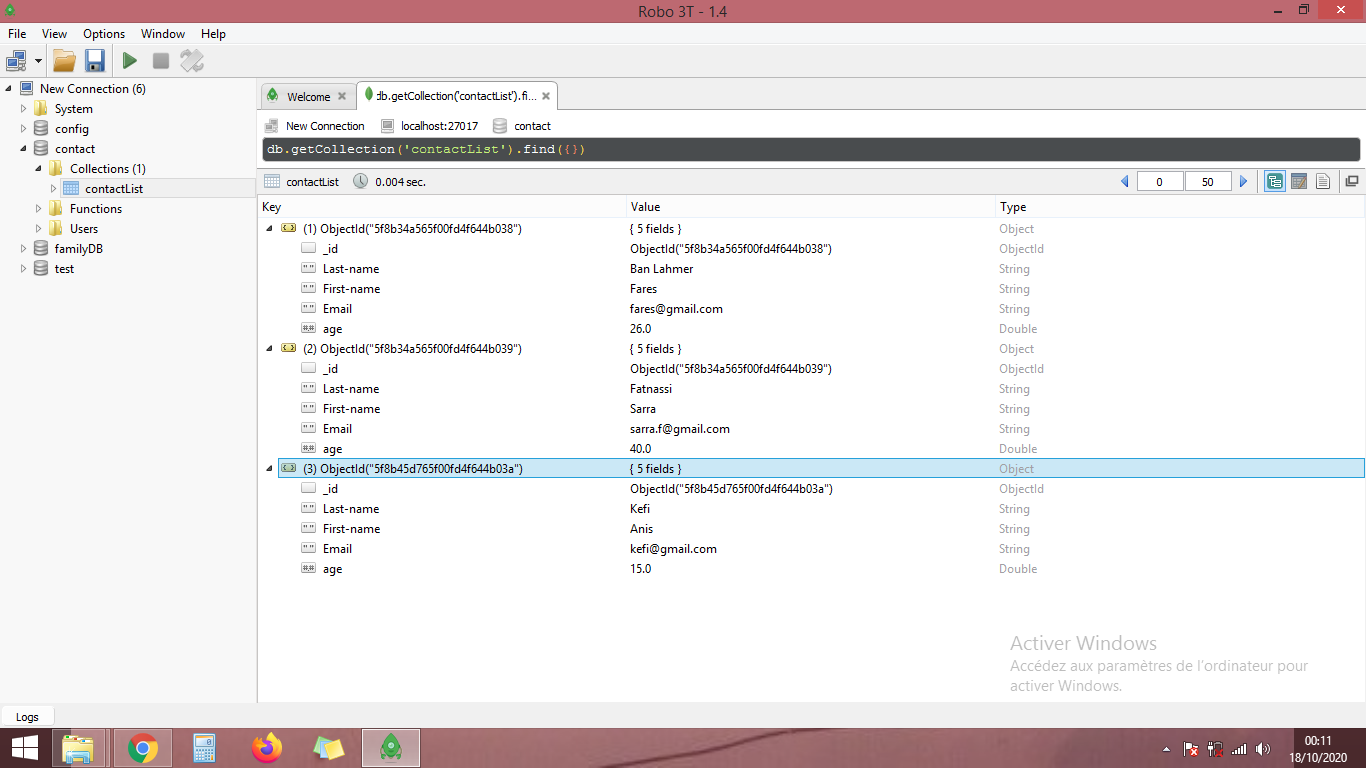 Robo 3T - 1.4
File View Options Window Help
New Connection (6)
System
config
contact
Collections (1)
contactList
Functions
Users
familyDB
test
Welcome db.getCollection('contactList').fi...
New Connection localhost:27017 contact
db.getCollection('contactList').find({})
contactList 0.004 sec. 0 50
Key Value Type
(1) ObjectId("5f8b34a565f00fd4f644b038") { 5 fields } Object
_id ObjectId("5f8b34a565f00fd4f644b038") ObjectId
Last-name Ban Lahmer String
First-name Fares String
Email fares@gmail.com String
age 26.0 Double
(2) ObjectId("5f8b34a565f00fd4f644b039") { 5 fields } Object
_id ObjectId("5f8b34a565f00fd4f644b039") ObjectId
Last-name Fatnassi String
First-name Sarra String
Email sarra.f@gmail.com String
age 40.0 Double
(3) ObjectId("5f8b45d765f00fd4f644b03a") { 5 fields } Object
_id ObjectId("5f8b45d765f00fd4f644b03a") ObjectId
Last-name Kefi String
First-name Anis String
Email kefi@gmail.com String
age 15.0 Double
Activer Windows
Accédez aux paramètres de l'ordinateur pour
activer Windows.
Logs
00:11
18/10/2020